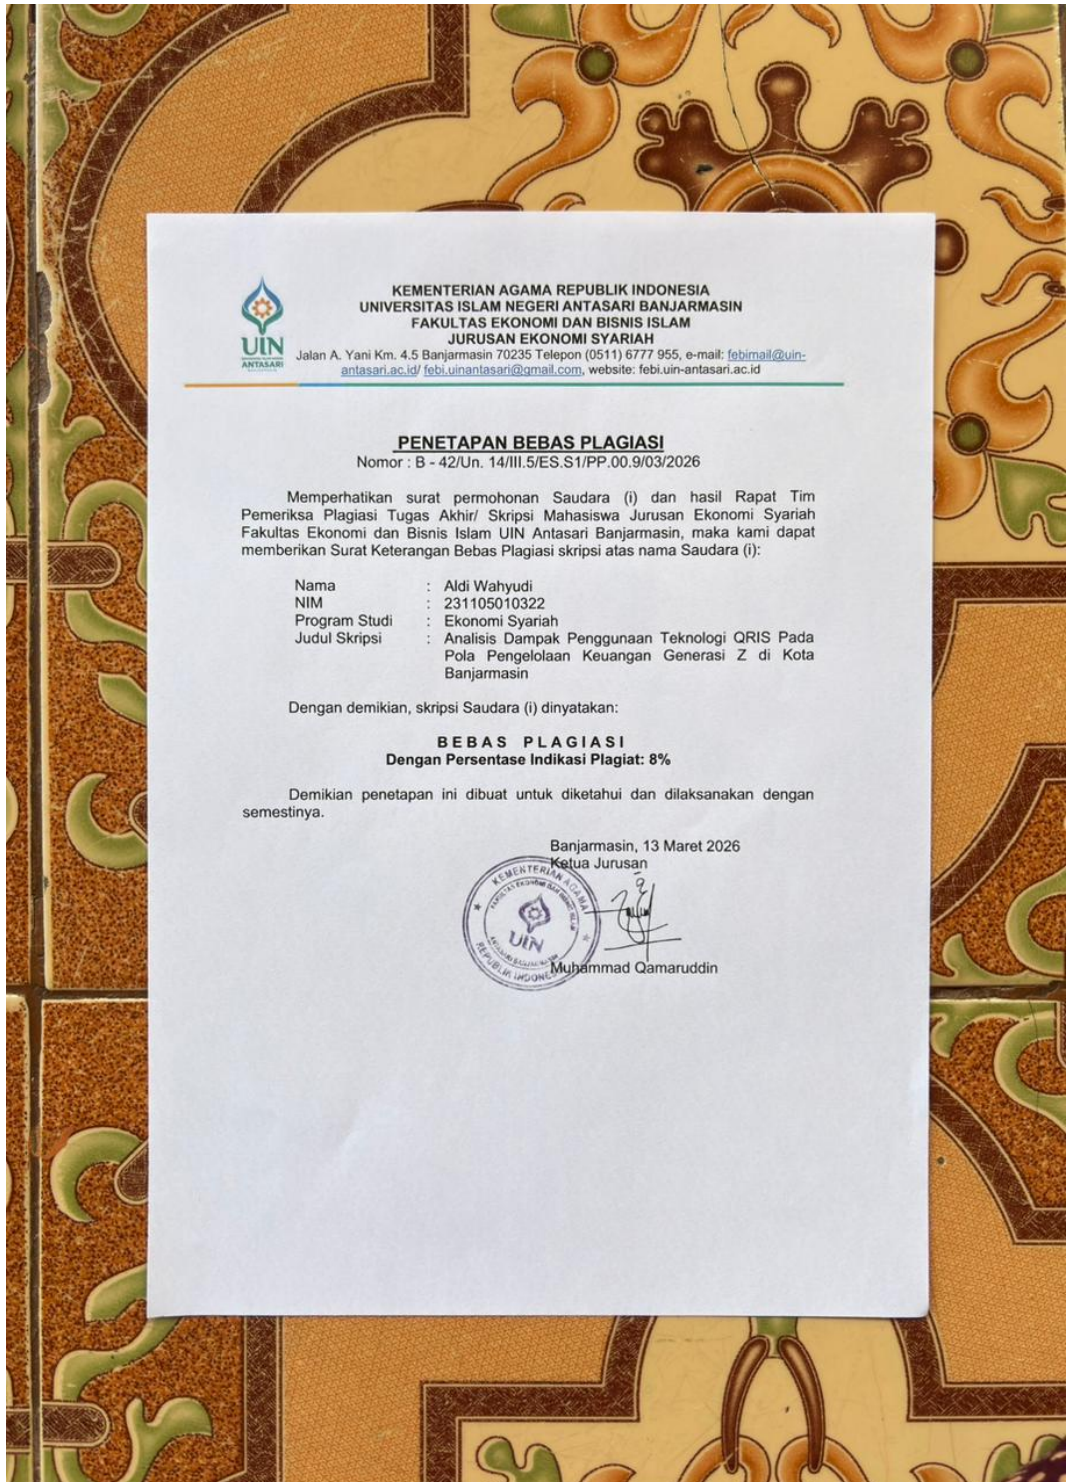 KEMENTERIAN AGAMA REPUBLIK INDONESIA
UNIVERSITAS ISLAM NEGERI ANTASARI BANJARMASIN
FAKULTAS EKONOMI DAN BISNIS ISLAM
JURUSAN EKONOMI SYARIAH
Jalan A. Yani Km. 4.5 Banjarmasin 70235 Telepon (0511) 6777 955, e-mail: febimail@uin-
antasari.ac.id/ febi.uinantasari@gmail.com, website: febi.uin-antasari.ac.id
UIN
ANTASARI
PENETAPAN BEBAS PLAGIASI
Nomor : B - 42/Un. 14/III.5/ES.S1/PP.00.9/03/2026
Memperhatikan surat permohonan Saudara (i) dan hasil Rapat Tim
Pemeriksa Plagiasi Tugas Akhir/ Skripsi Mahasiswa Jurusan Ekonomi Syariah
Fakultas Ekonomi dan Bisnis Islam UIN Antasari Banjarmasin, maka kami dapat
memberikan Surat Keterangan Bebas Plagiasi skripsi atas nama Saudara (i):
Nama : Aldi Wahyudi
NIM : 231105010322
Program Studi : Ekonomi Syariah
Judul Skripsi : Analisis Dampak Penggunaan Teknologi QRIS Pada
Pola Pengelolaan Keuangan Generasi Z di Kota
Banjarmasin
Dengan demikian, skripsi Saudara (i) dinyatakan:
BEBAS PLAGIASI
Dengan Persentase Indikasi Plagiat: 8%
Demikian penetapan ini dibuat untuk diketahui dan dilaksanakan dengan
semestinya.
Banjarmasin, 13 Maret 2026
Ketua Jurusan
KEMENTERIAN AGAMA
FAKULTAS EKONOMI DAN BISNIS ISLAM
UIN
ANTASARI BANJARMASIN
REPUBLIK INDONESIA
Muhammad Qamaruddin